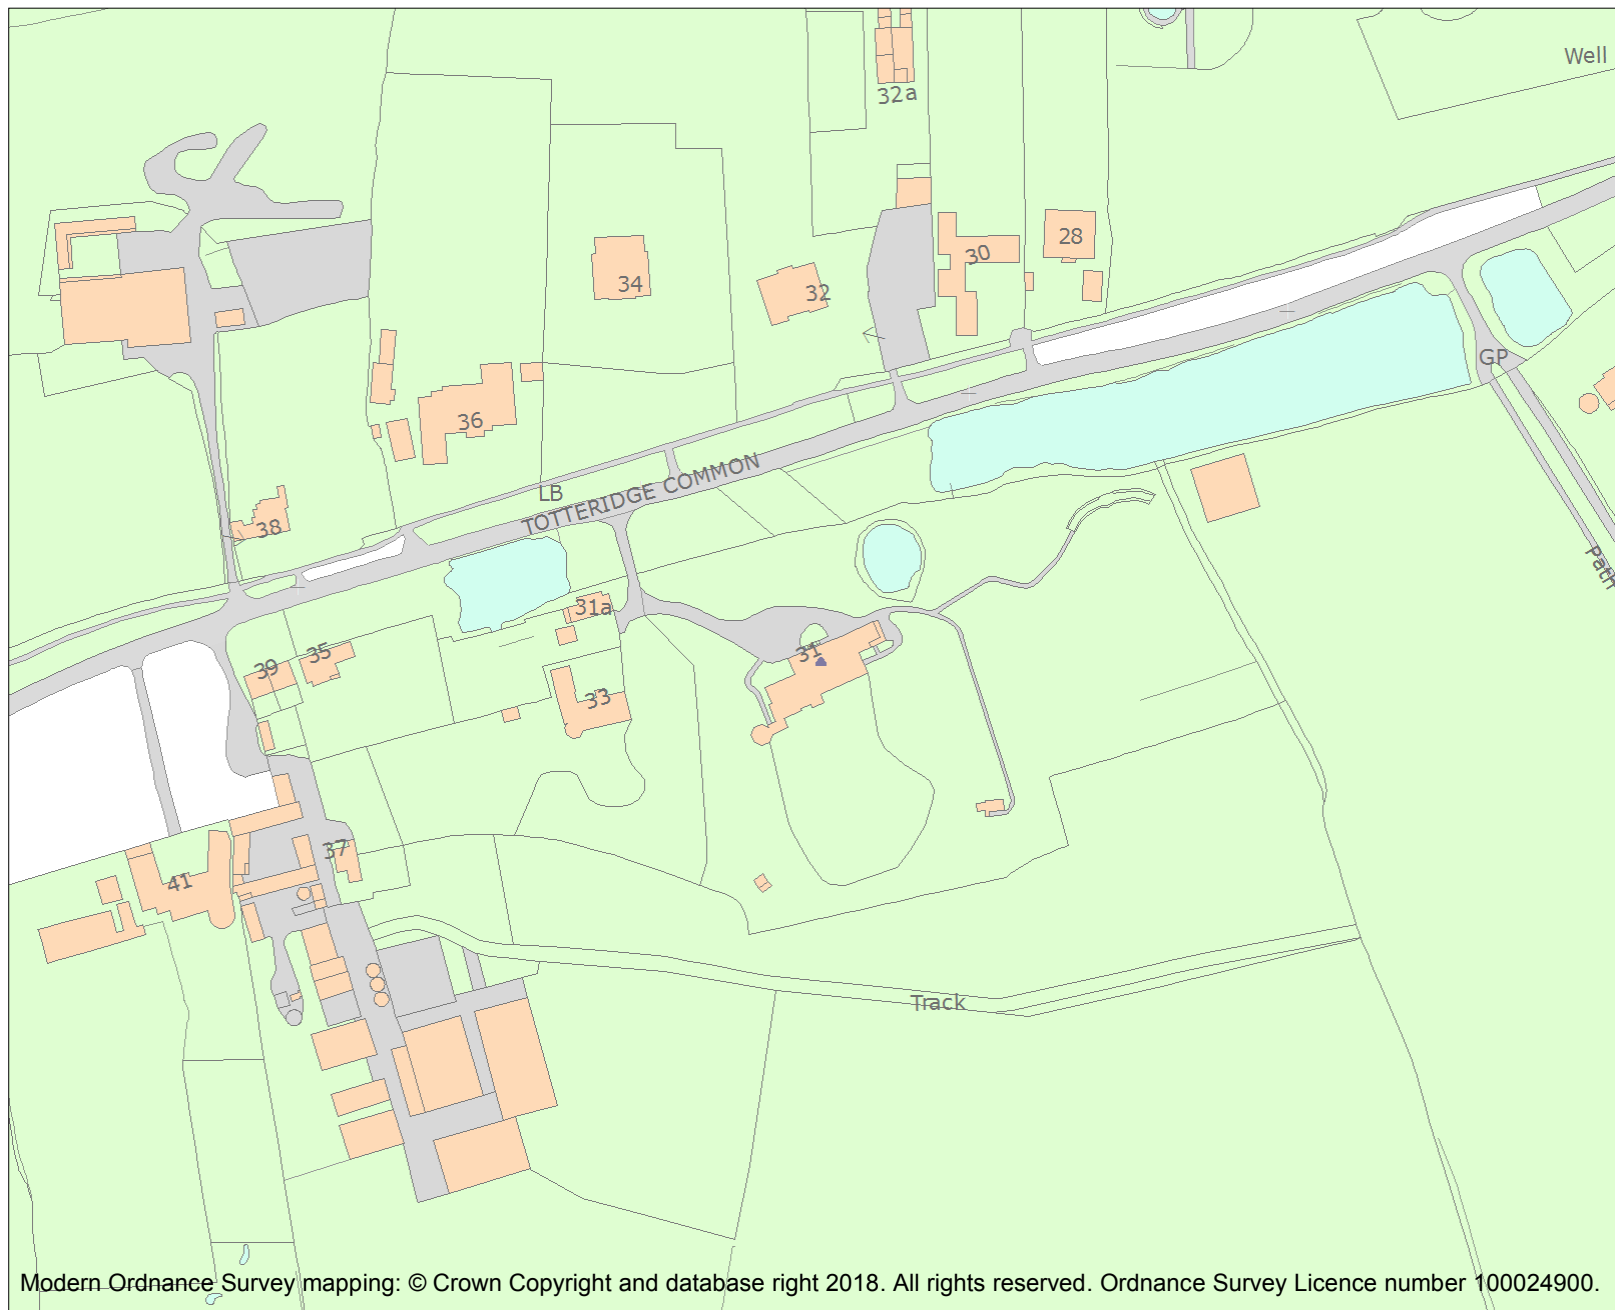 Well
32a
28
30
34
32
GP
36
LB
TOTTERIDGE COMMON
38
Path
31a
31
39
35
33
37
41
Track
Modern Ordnance Survey mapping: © Crown Copyright and database right 2018. All rights reserved. Ordnance Survey Licence number 100024900.